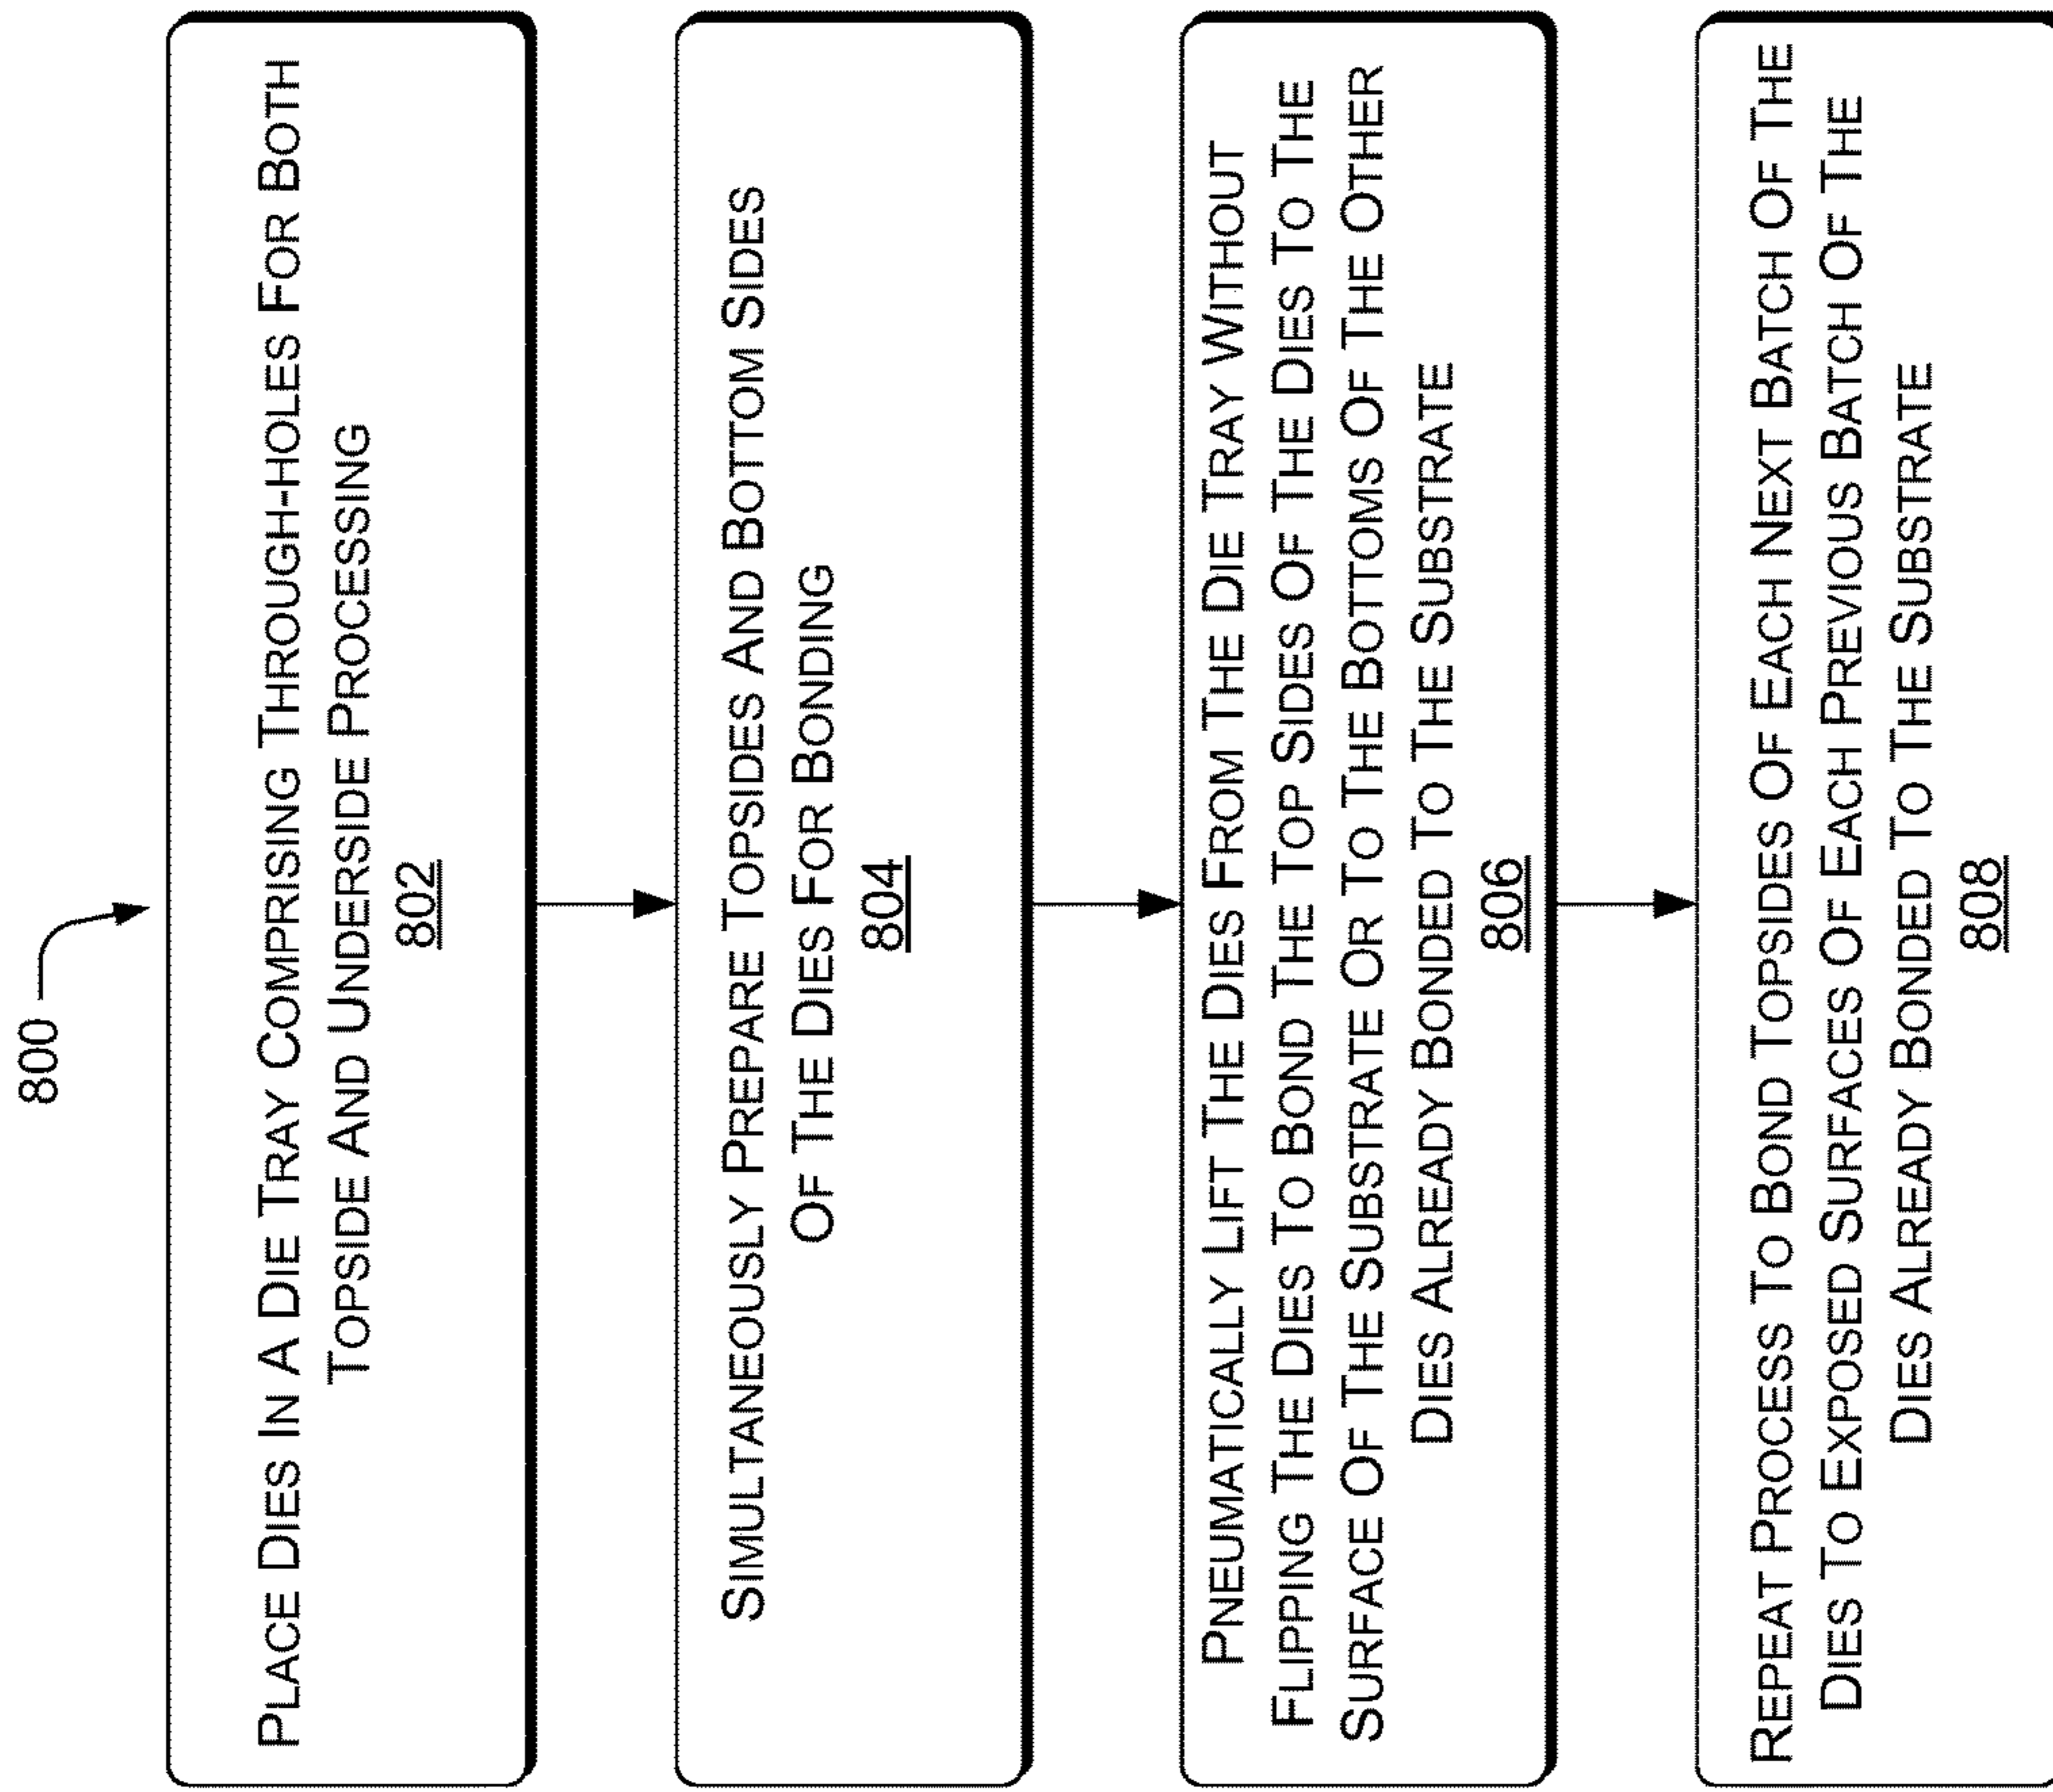 800
PLACE DIES IN A DIE TRAY COMPRISING THROUGH-HOLES FOR BOTH
TOPSIDE AND UNDERSIDE PROCESSING
802
SIMULTANEOUSLY PREPARE TOPSIDES AND BOTTOM SIDES
OF THE DIES FOR BONDING
804
PNEUMATICALLY LIFT THE DIES FROM THE DIE TRAY WITHOUT
FLIPPING THE DIES TO BOND THE TOP SIDES OF THE DIES TO THE
SURFACE OF THE SUBSTRATE OR TO THE BOTTOMS OF THE OTHER
DIES ALREADY BONDED TO THE SUBSTRATE
806
REPEAT PROCESS TO BOND TOPSIDES OF EACH NEXT BATCH OF THE
DIES TO EXPOSED SURFACES OF EACH PREVIOUS BATCH OF THE
DIES ALREADY BONDED TO THE SUBSTRATE
808